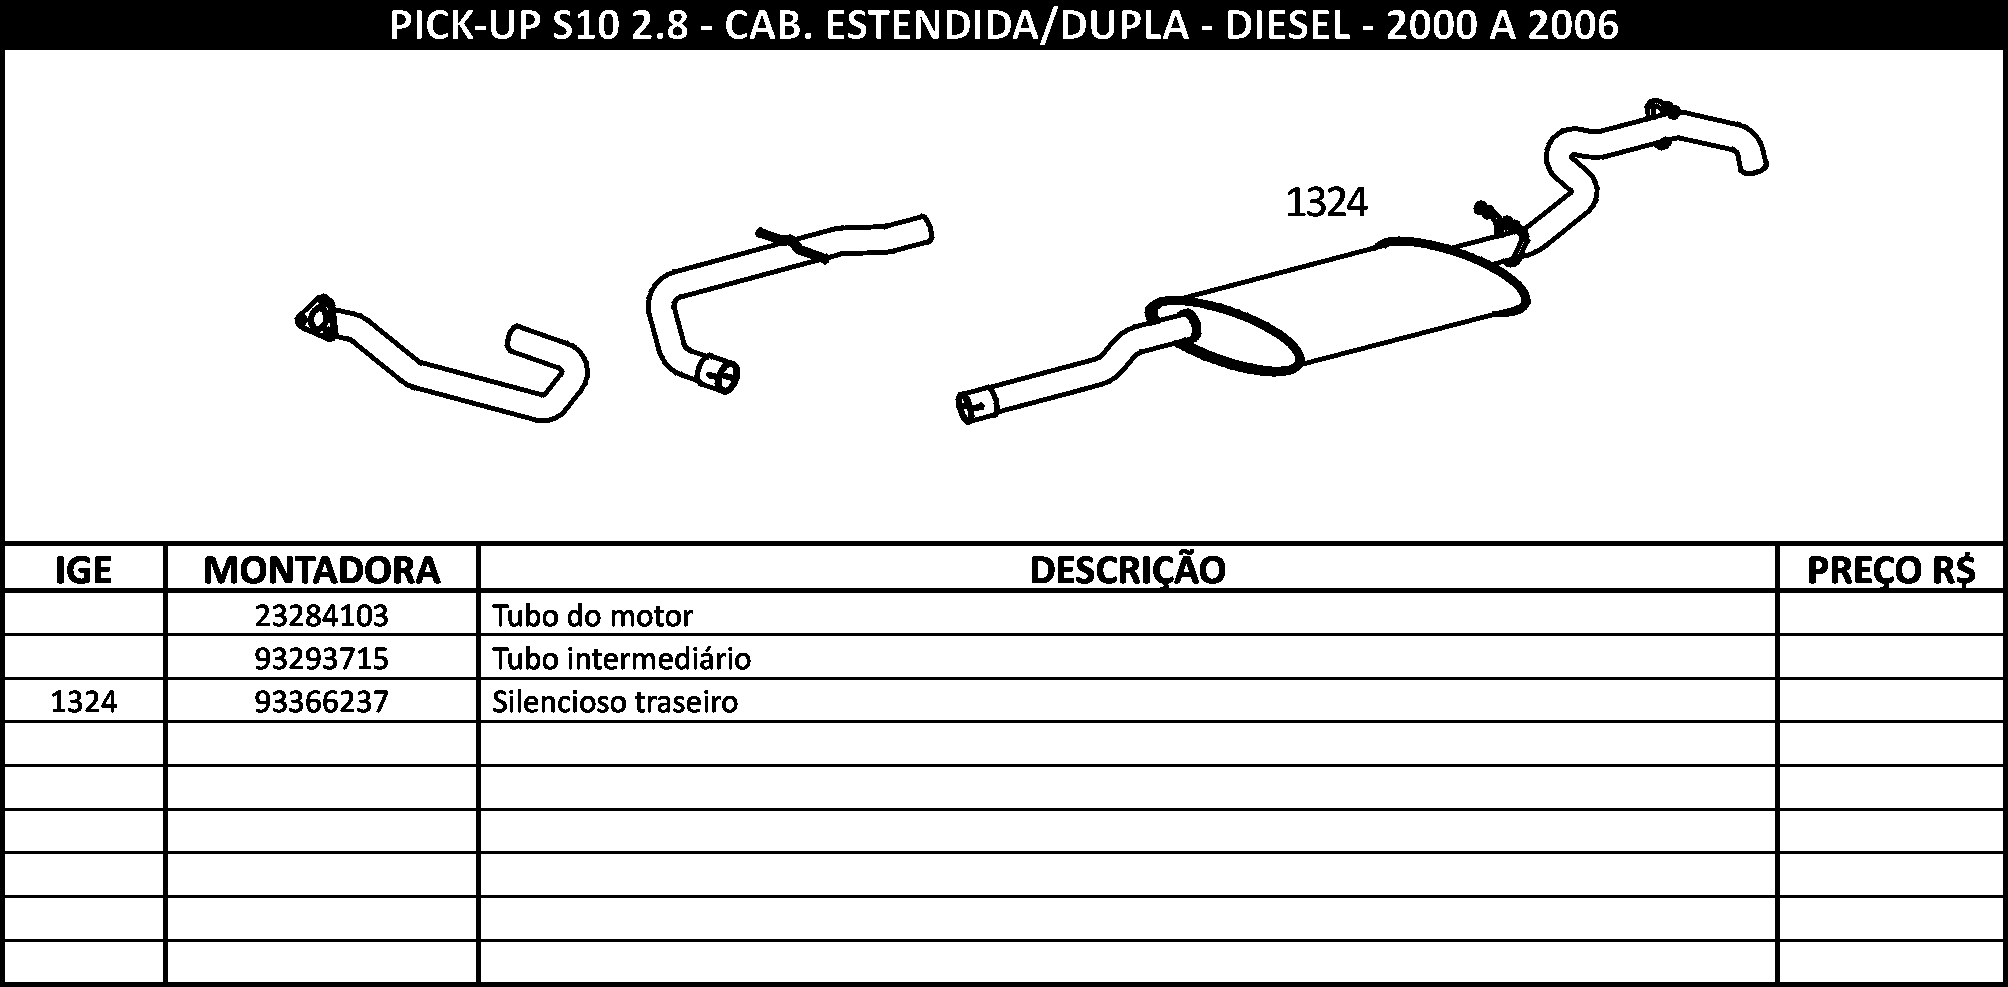 PICK-UP S10 2.8 - CAB. ESTENDIDA/DUPLA - DIESEL - 2000 A 2006
1324
IGE MONTADORA DESCRIÇÃO PREÇO R$
23284103 Tubo do motor
93293715 Tubo intermediário
1324 93366237 Silencioso traseiro